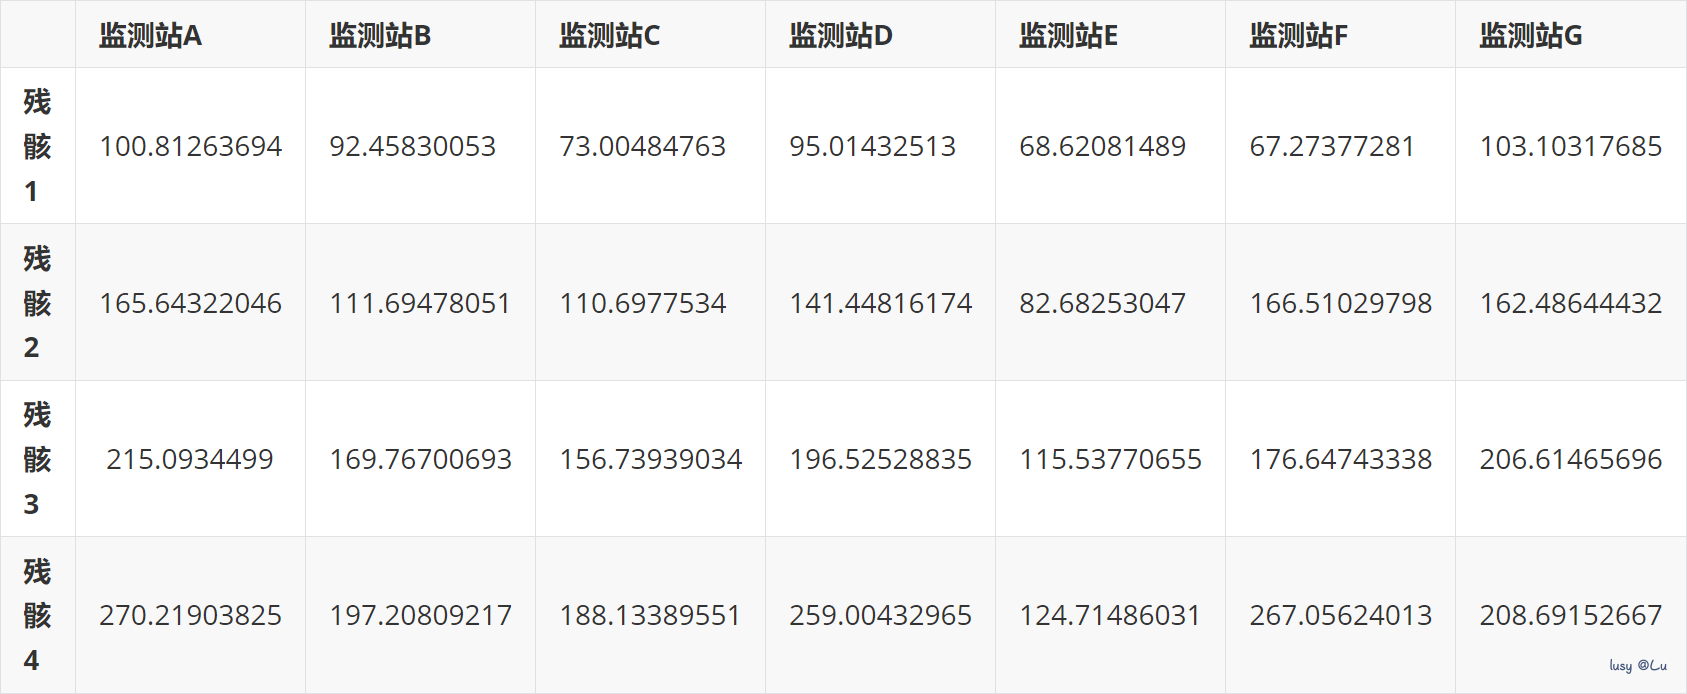 监测站A 监测站B 监测站C 监测站D 监测站E 监测站F 监测站G
残骸1 100.81263694 92.45830053 73.00484763 95.01432513 68.62081489 67.27377281 103.10317685
残骸2 165.64322046 111.69478051 110.6977534 141.44816174 82.68253047 166.51029798 162.48644432
残骸3 215.0934499 169.76700693 156.73939034 196.52528835 115.53770655 176.64743338 206.61465696
残骸4 270.21903825 197.20809217 188.13389551 259.00432965 124.71486031 267.05624013 208.69152667
lusy @Lu